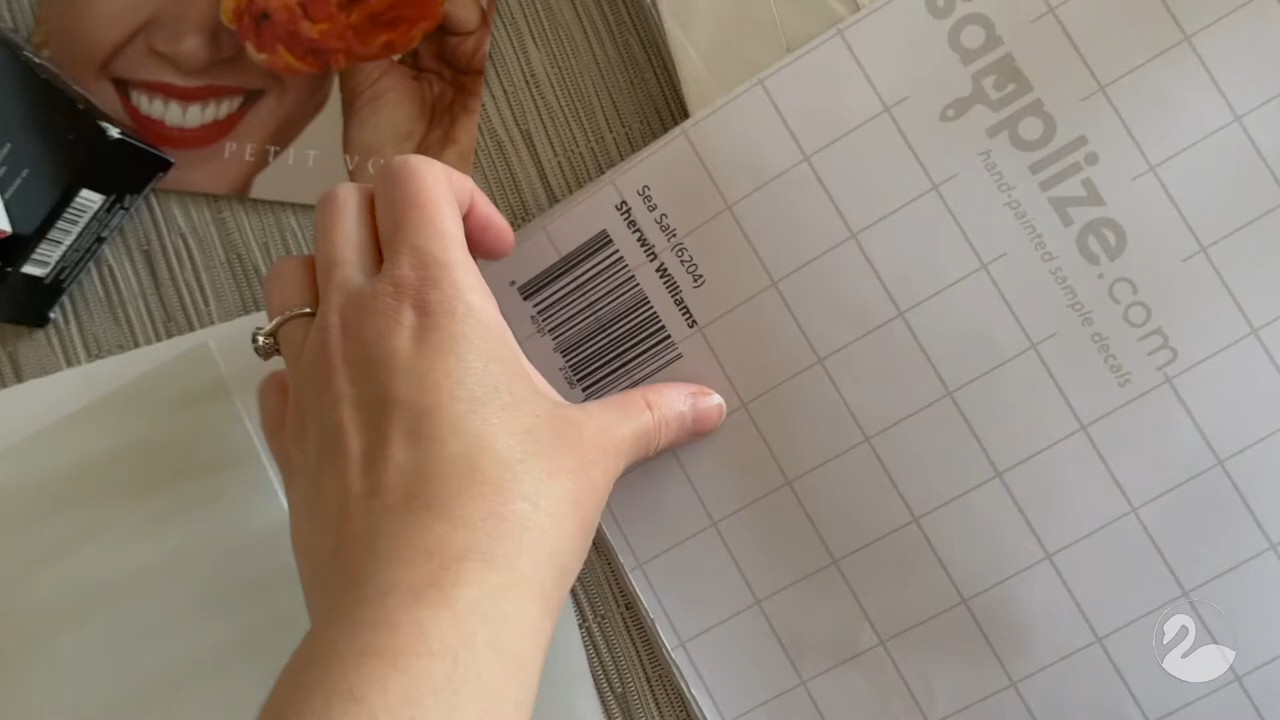 PETIT VO
samplize.com
hand-painted sample decals
Sea Salt (6204)
Sherwin Williams